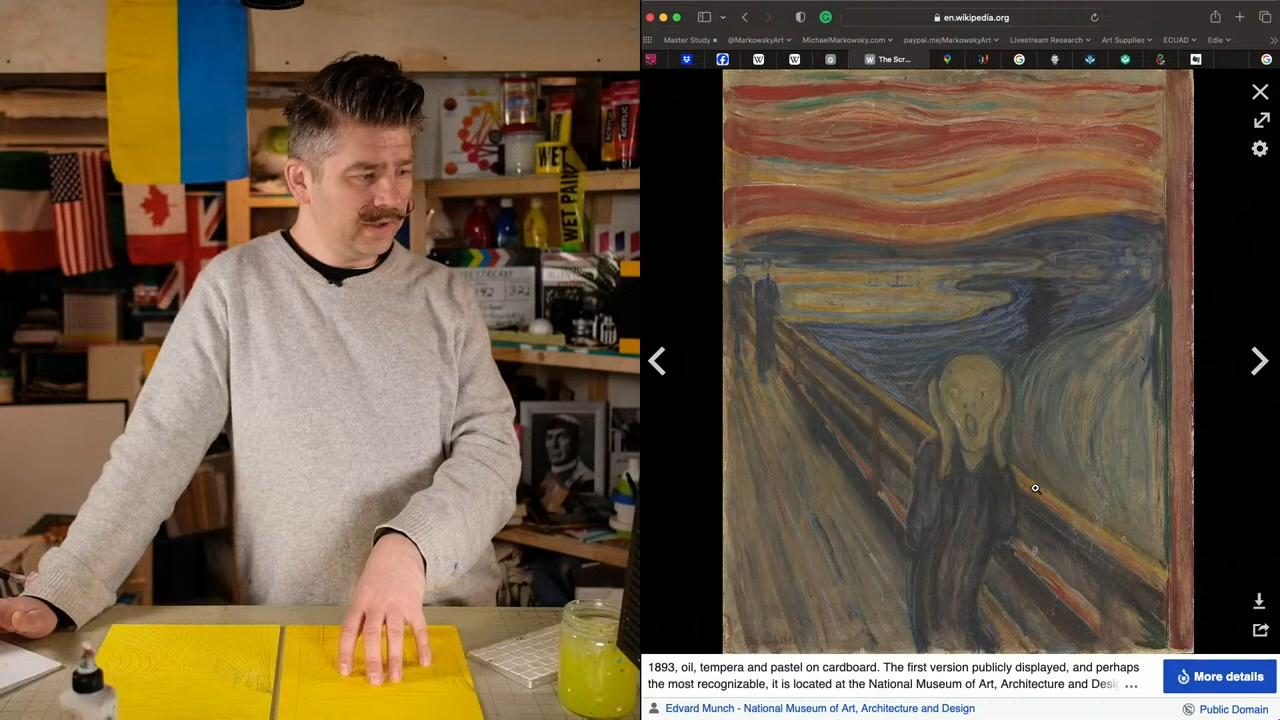 en.wikipedia.org
Master Study
@MarkowskyArt
MichaelMarkowsky.com
paypal.me/MarkowskyArt
Livestream Research
Art Supplies
ECUAD
Edie
The Scr...
WET
WET PAINT
ACRYLIC
1893, oil, tempera and pastel on cardboard. The first version publicly displayed, and perhaps
the most recognizable, it is located at the National Museum of Art, Architecture and Desi ...
More details
Edvard Munch - National Museum of Art, Architecture and Design
Public Domain